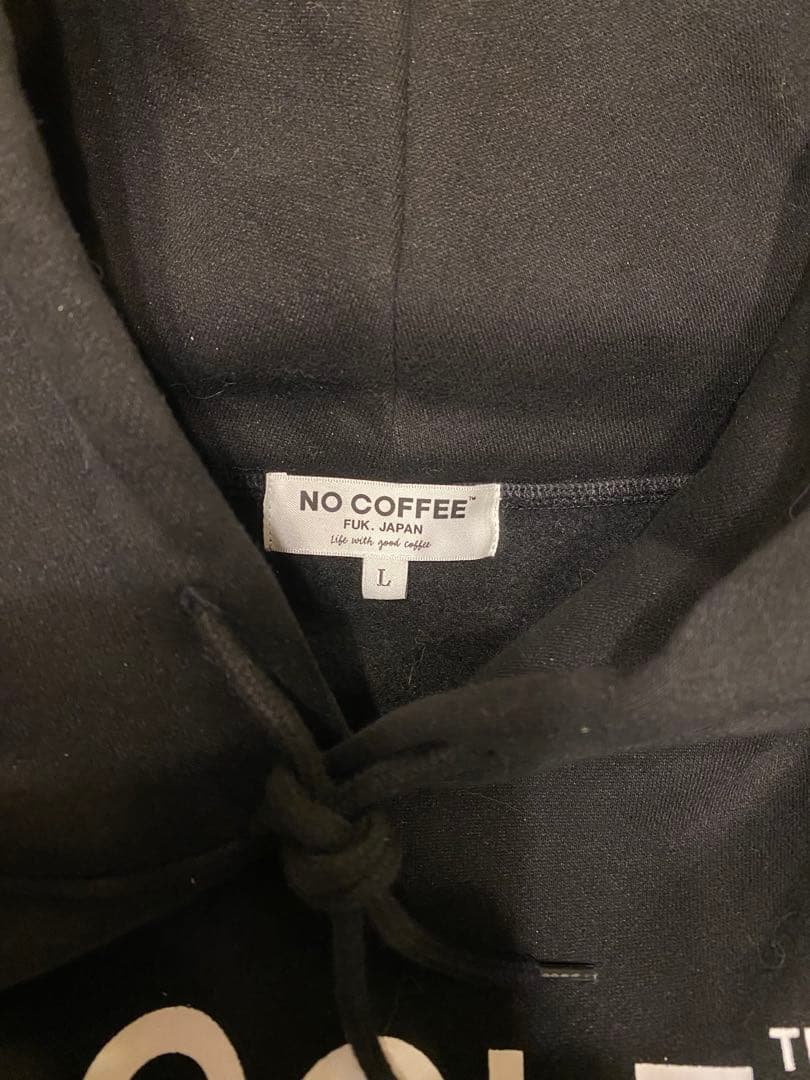 NO COFFEE™
FUK. JAPAN
Life with good coffee
L